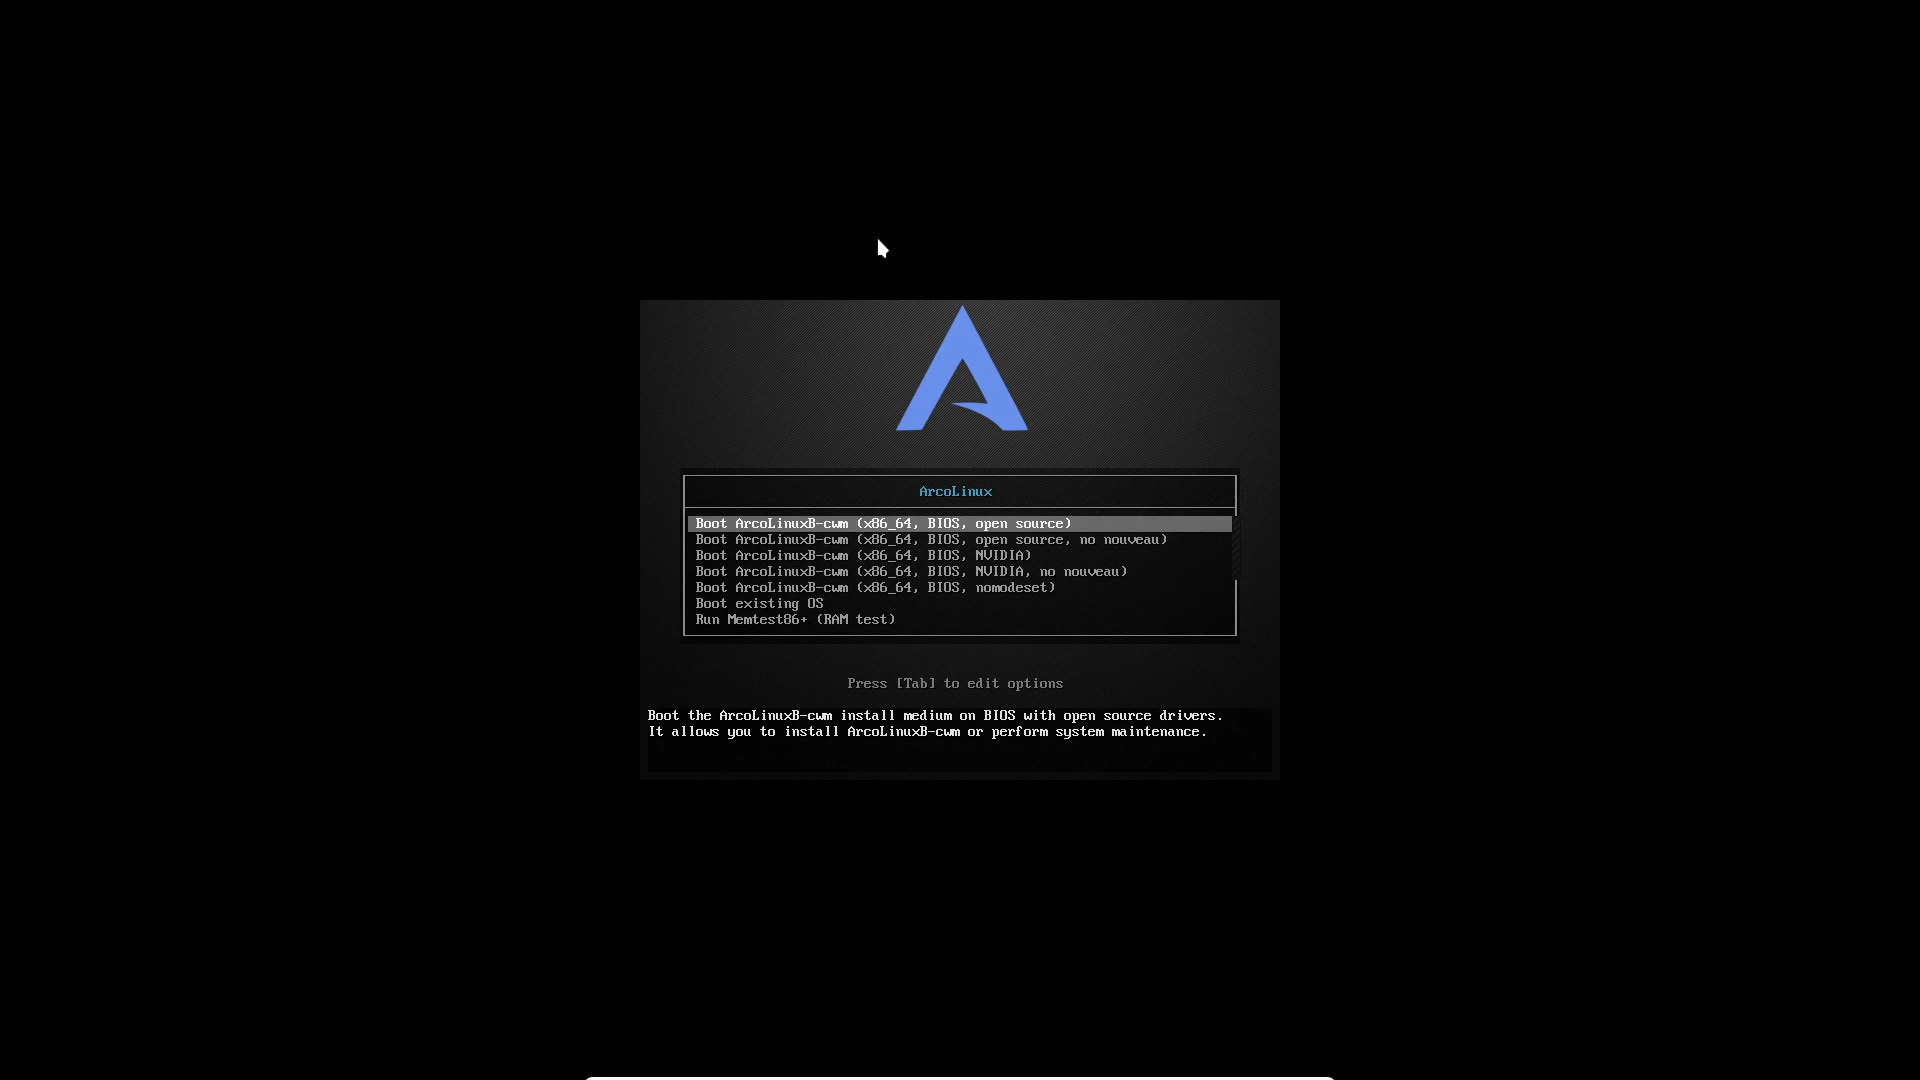 ArcoLinux
Boot ArcoLinuxB-cwm (x86_64, BIOS, open source)
Boot ArcoLinuxB-cwm (x86_64, BIOS, open source, no nouveau)
Boot ArcoLinuxB-cwm (x86_64, BIOS, NVIDIA)
Boot ArcoLinuxB-cwm (x86_64, BIOS, NVIDIA, no nouveau)
Boot ArcoLinuxB-cwm (x86_64, BIOS, nomodeset)
Boot existing OS
Run Memtest86+ (RAM test)
Press [Tab] to edit options
Boot the ArcoLinuxB-cwm install medium on BIOS with open source drivers.
It allows you to install ArcoLinuxB-cwm or perform system maintenance.